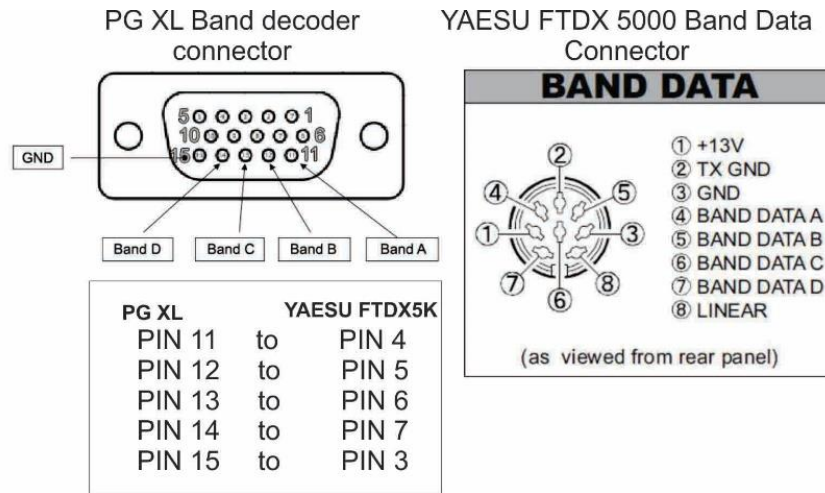 PG XL Band decoder
connector
5 1
10 6
15 11
GND
Band D Band C Band B Band A
PG XL YAESU FTDX5K
PIN 11 to PIN 4
PIN 12 to PIN 5
PIN 13 to PIN 6
PIN 14 to PIN 7
PIN 15 to PIN 3
YAESU FTDX 5000 Band Data
Connector
BAND DATA
②
④ ⑤
① ③
⑦ ⑧
⑥
① +13V
② TX GND
③ GND
④ BAND DATA A
⑤ BAND DATA B
⑥ BAND DATA C
⑦ BAND DATA D
⑧ LINEAR
(as viewed from rear panel)